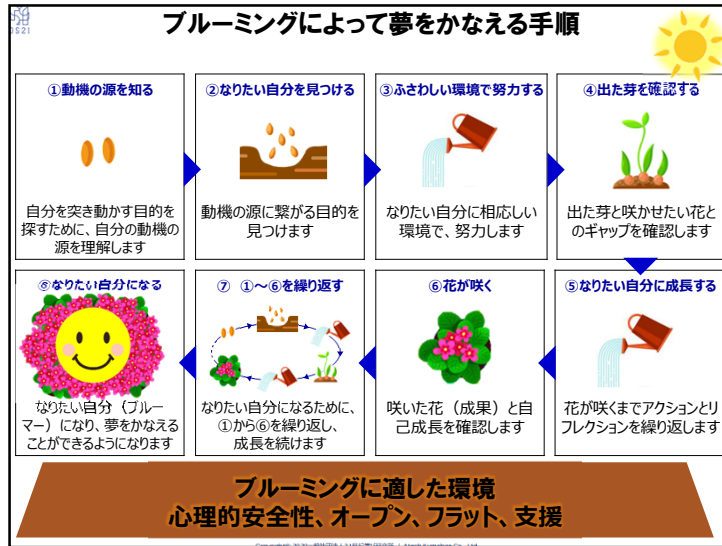 DS21
ブルーミングによって夢をかなえる手順
①動機の源を知る
自分を突き動かす目的を
探すために、自分の動機の
源を理解します
②なりたい自分を見つける
動機の源に繋がる目的を
見つけます
③ふさわしい環境で努力する
なりたい自分に相応しい
環境で、努力します
④出た芽を確認する
出た芽と咲かせたい花と
のギャップを確認します
⑤なりたい自分に成長する
花が咲くまでアクションとリ
フレクションを繰り返します
⑥花が咲く
咲いた花（成果）と自
己成長を確認します
⑦ ①～⑥を繰り返す
なりたい自分になるために、
①から⑥を繰り返し、
成長を続けます
なりたい自分になる
なりたい自分（ブルー
マー）になり、夢をかなえる
ことができるようになります
ブルーミングに適した環境
心理的安全性、オープン、フラット、支援